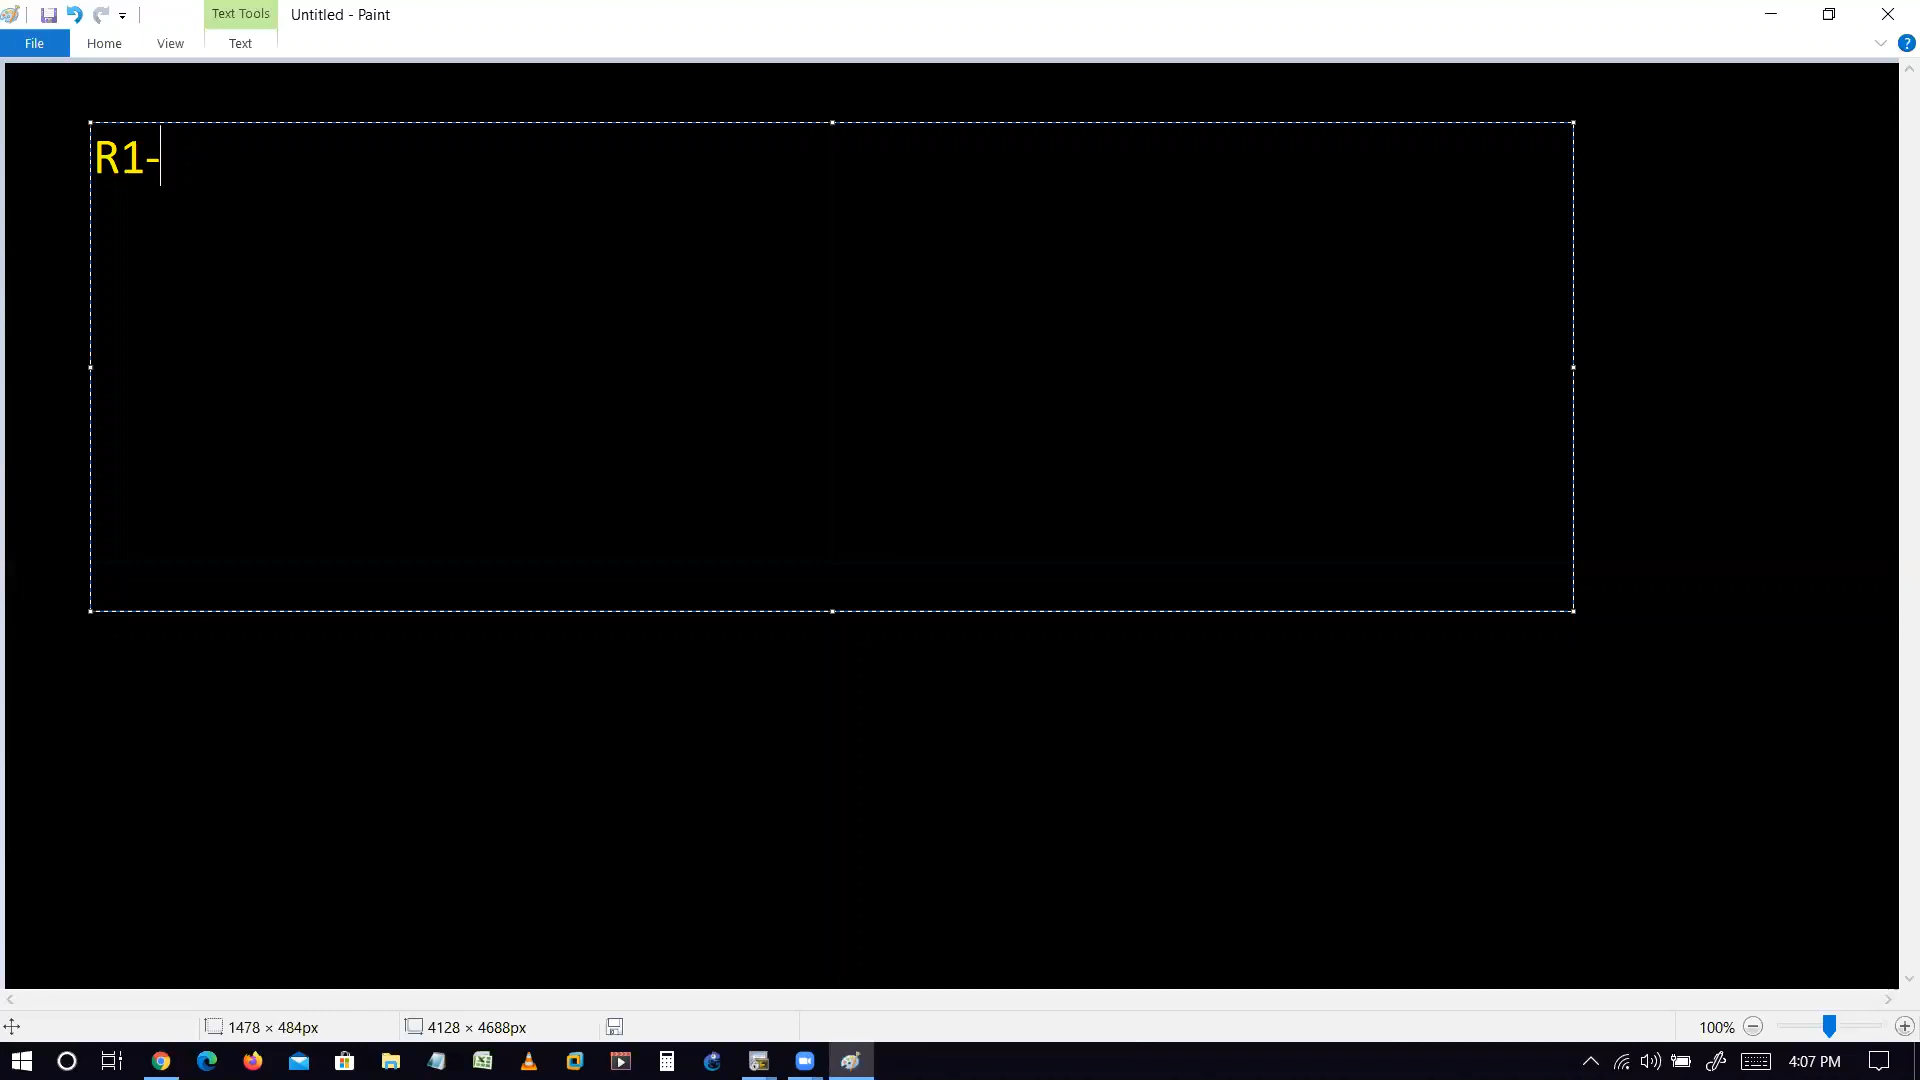 Text Tools
Untitled - Paint
File
Home
View
Text
R1-
1478 × 484px
4128 × 4688px
100%
4:07 PM